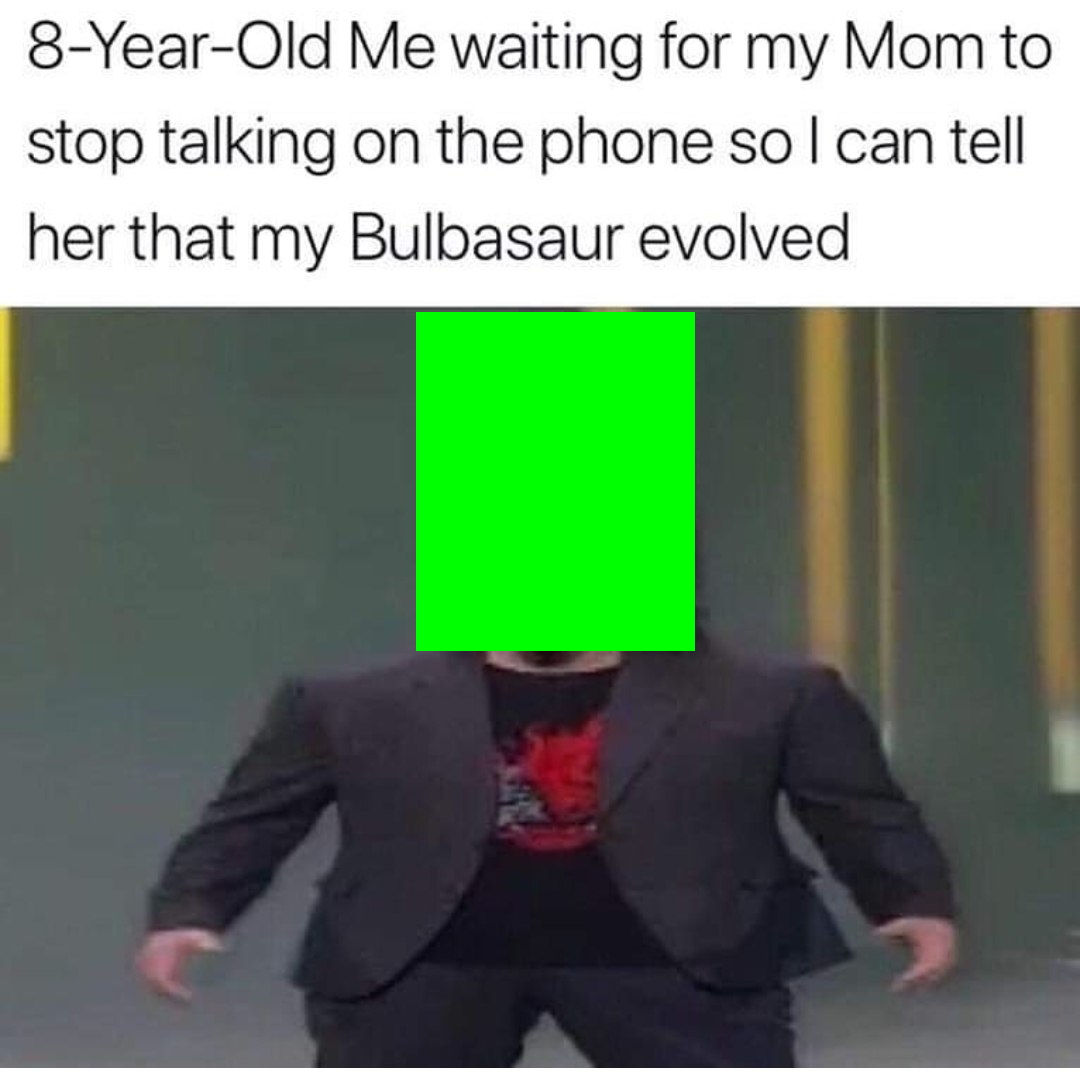 8-Year-Old Me waiting for my Mom to
stop talking on the phone so I can tell
her that my Bulbasaur evolved